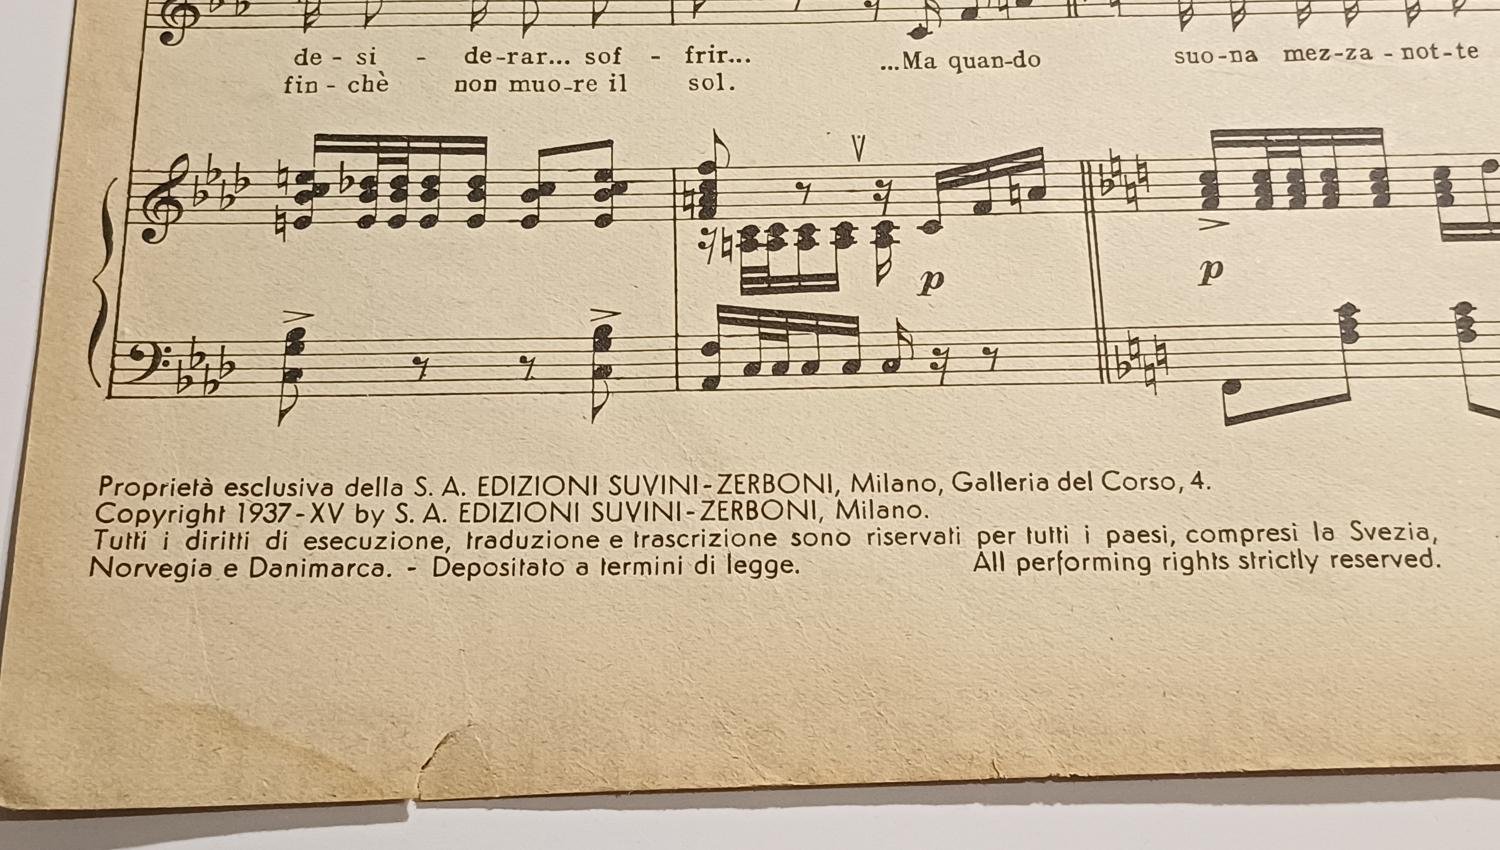 de - si - de-rar... sof - frir... ...Ma quan-do suo-na mez-za - not-te
fin - chè non muo-re il sol.
p p
Proprietà esclusiva della S. A. EDIZIONI SUVINI-ZERBONI, Milano, Galleria del Corso, 4.
Copyright 1937-XV by S. A. EDIZIONI SUVINI-ZERBONI, Milano.
Tutti i diritti di esecuzione, traduzione e trascrizione sono riservati per tutti i paesi, compresi la Svezia,
Norvegia e Danimarca. - Depositato a termini di legge. All performing rights strictly reserved.